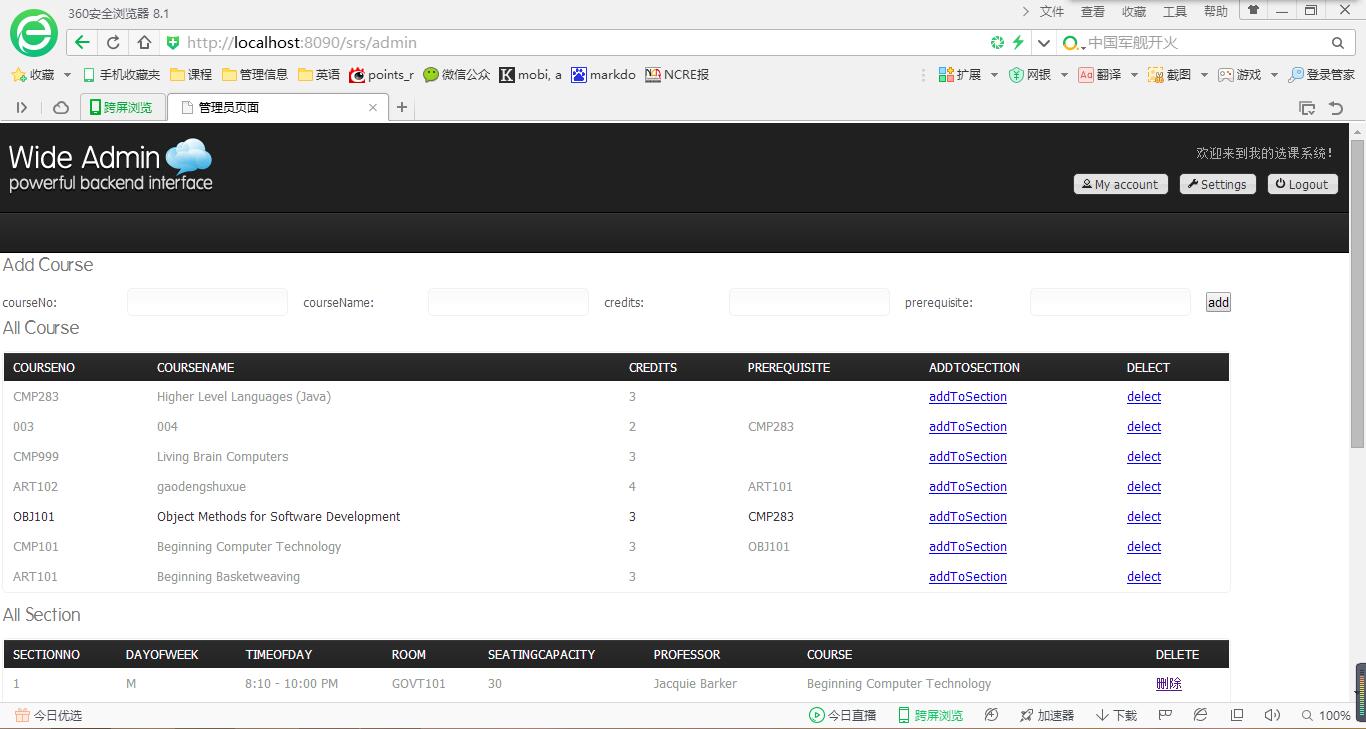 360安全浏览器 8.1
文件 查看 收藏 工具 帮助
http://localhost:8090/srs/admin
中国军舰开火
收藏 手机收藏夹 课程 管理信息 英语 points_r 微信公众 mobi, a markdo NCRE报 扩展 网银 翻译 截图 游戏 登录管家
跨屏浏览 管理员页面
Wide Admin
powerful backend interface
欢迎来到我的选课系统!
My account Settings Logout
Add Course
courseNo: courseName: credits: prerequisite: add
All Course
COURSENO COURSENAME CREDITS PREREQUISITE ADDTOSECTION DELECT
CMP283 Higher Level Languages (Java) 3 addToSection delect
003 004 2 CMP283 addToSection delect
CMP999 Living Brain Computers 3 addToSection delect
ART102 gaodengshuxue 4 ART101 addToSection delect
OBJ101 Object Methods for Software Development 3 CMP283 addToSection delect
CMP101 Beginning Computer Technology 3 OBJ101 addToSection delect
ART101 Beginning Basketweaving 3 addToSection delect
All Section
SECTIONNO DAYOFWEEK TIMEOFDAY ROOM SEATINGCAPACITY PROFESSOR COURSE DELETE
1 M 8:10 - 10:00 PM GOVT101 30 Jacquie Barker Beginning Computer Technology 删除
今日优选 今日直播 跨屏浏览 加速器 下载 100%